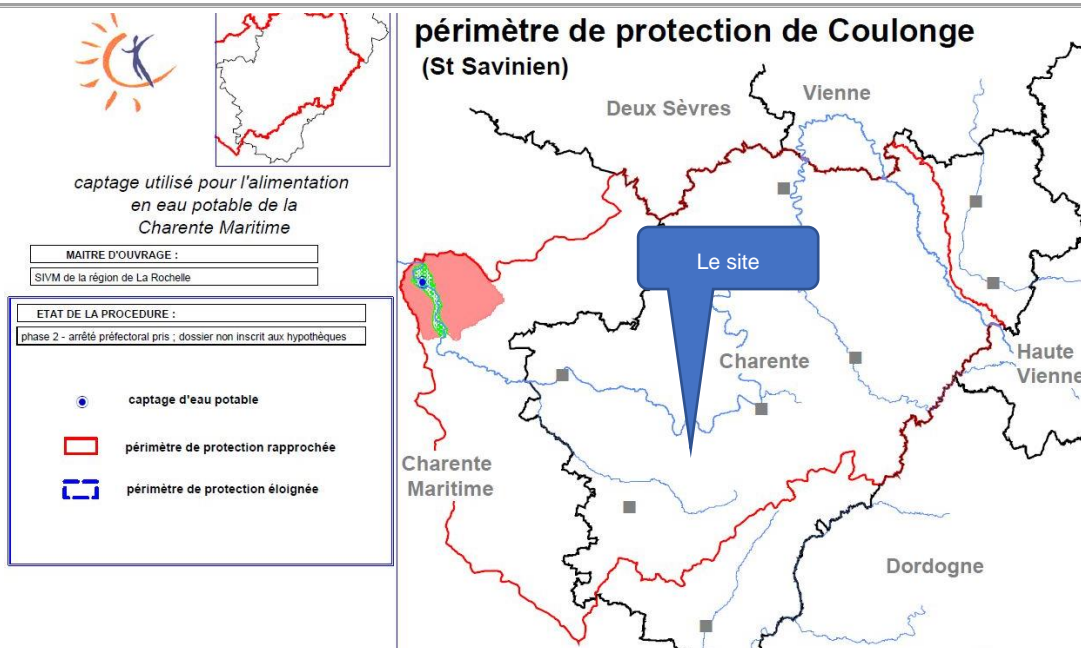 périmètre de protection de Coulonge
(St Savinien)
captage utilisé pour l'alimentation
en eau potable de la
Charente Maritime
MAITRE D'OUVRAGE :
SIVM de la région de La Rochelle
ETAT DE LA PROCEDURE :
phase 2 - arrêté préfectoral pris ; dossier non inscrit aux hypothèques
captage d'eau potable
périmètre de protection rapprochée
périmètre de protection éloignée
Deux Sèvres
Vienne
Le site
Charente
Haute
Vienne
Charente
Maritime
Dordogne